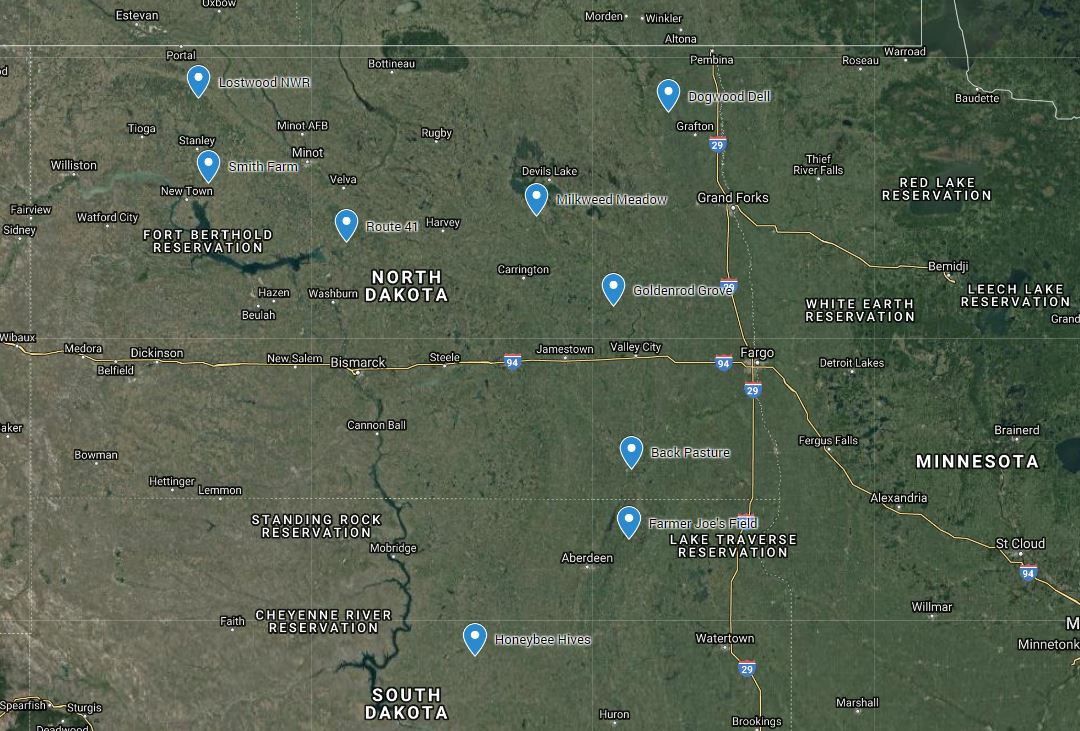 Oxbow
Estevan
Morden
Winkler
Altona
Portal
Bottineau
Pembina
Roseau
Warroad
Lostwood NWR
Dogwood Dell
Baudette
Tioga
Stanley
Minot AFB
Rugby
Grafton
29
Minot
Williston
Smith Farm
New Town
Velva
Devils Lake
Milkweed Meadow
Thief
River Falls
RED LAKE
RESERVATION
Grand Forks
Fairview
Watford City
Sidney
FORT BERTHOLD
RESERVATION
Route 41
Harvey
Carrington
Bemidji
NORTH
DAKOTA
Goldenrod Grove
29
LEECH LAKE
RESERVATION
Hazen
Washburn
Beulah
WHITE EARTH
RESERVATION
Grand
Wibaux
Medora
Dickinson
Belfield
New Salem
Bismarck
Steele
94
Jamestown
Valley City
94
Fargo
Detroit Lakes
29
aker
Cannon Ball
Bowman
Back Pasture
Fergus Falls
Brainerd
MINNESOTA
Hettinger
Lemmon
Alexandria
STANDING ROCK
RESERVATION
Farmer Joe's Field
LAKE TRAVERSE
RESERVATION
Mobridge
Aberdeen
St Cloud
94
Faith
CHEYENNE RIVER
RESERVATION
Willmar
Honeybee Hives
Watertown
M
Minnetonk
29
SOUTH
DAKOTA
Spearfish
Sturgis
Deadwood
Huron
Marshall
Brookings